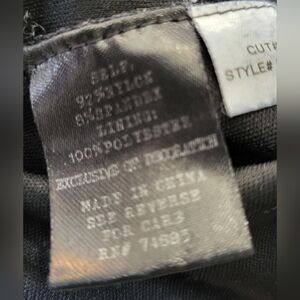 SELF:
92% NYLON
8% SPANDEX
LINING:
100% POLYESTER
EXCLUSIVE OF DECORATION
MADE IN CHINA
SEE REVERSE
FOR CARE
RN#
CUT#
STYLE#